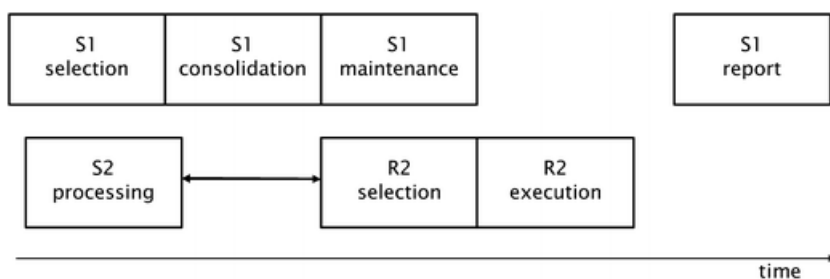 S1
selection
S1
consolidation
S1
maintenance
S1
report
S2
processing
R2
selection
R2
execution
time